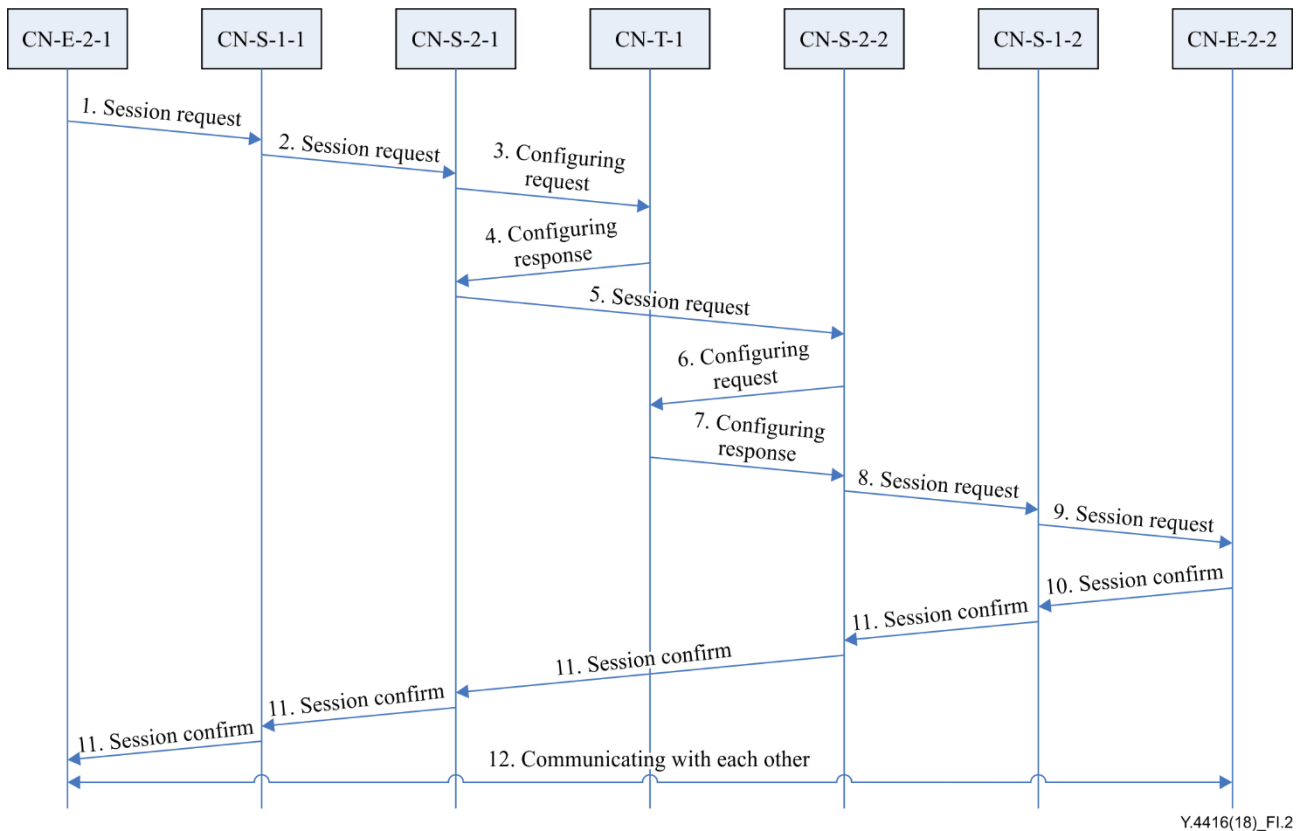 CN-E-2-1
CN-S-1-1
CN-S-2-1
CN-T-1
CN-S-2-2
CN-S-1-2
CN-E-2-2
1. Session request
2. Session request
3. Configuring
request
4. Configuring
response
5. Session request
6. Configuring
request
7. Configuring
response
8. Session request
9. Session request
10. Session confirm
11. Session confirm
11. Session confirm
11. Session confirm
11. Session confirm
12. Communicating with each other
Y.4416(18)_FI.2